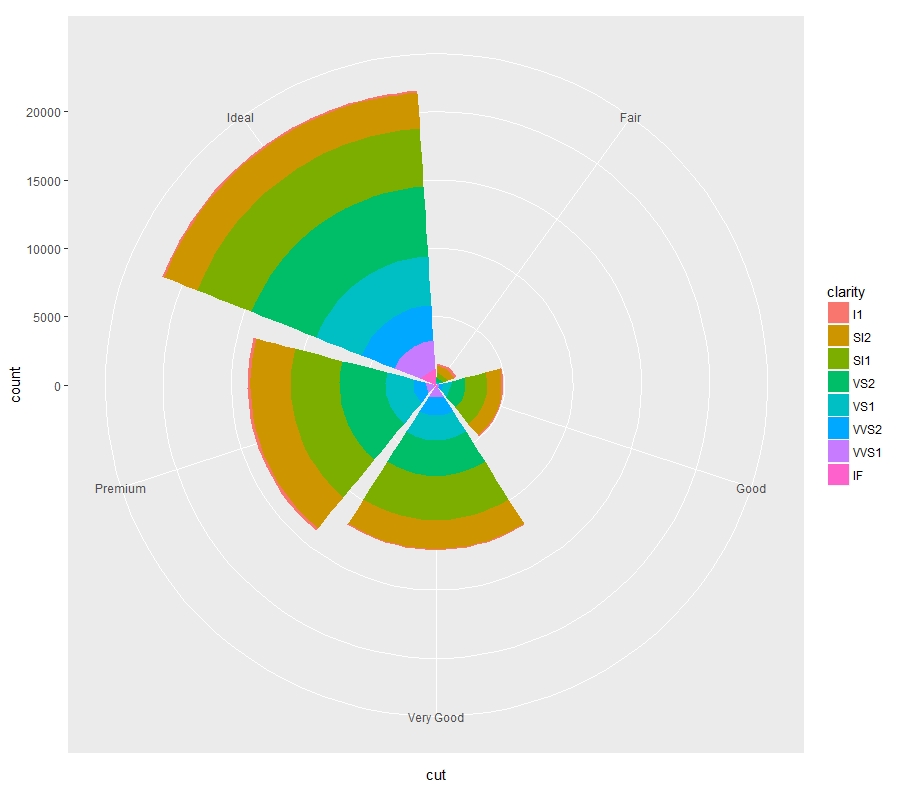 20000
15000
10000
5000
0
count
Ideal
Fair
Premium
Good
Very Good
cut
clarity
I1
SI2
SI1
VS2
VS1
VVS2
VVS1
IF